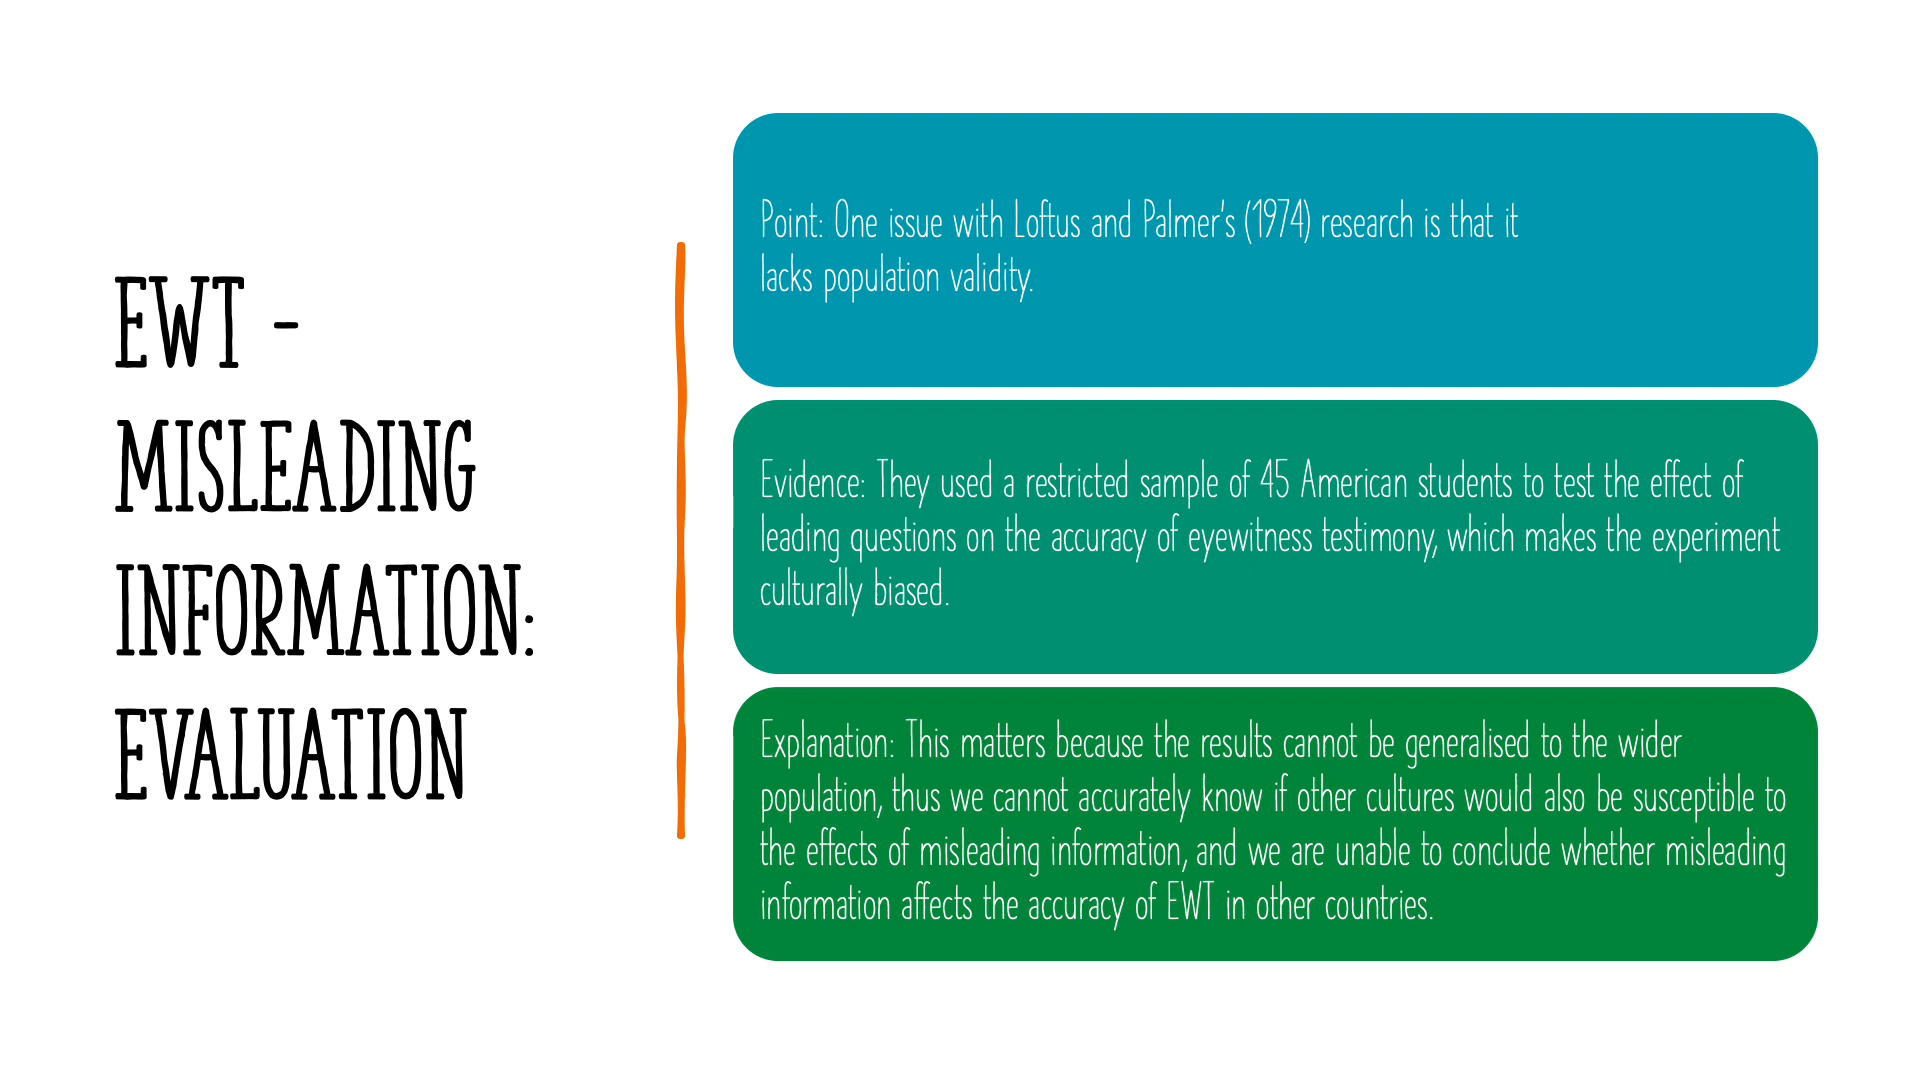 EWT -
MISLEADING
INFORMATION:
EVALUATION
Point: One issue with Loftus and Palmer's (1974) research is that it
lacks population validity.
Evidence: They used a restricted sample of 45 American students to test the effect of
leading questions on the accuracy of eyewitness testimony, which makes the experiment
culturally biased.
Explanation: This matters because the results cannot be generalised to the wider
population, thus we cannot accurately know if other cultures would also be susceptible to
the effects of misleading information, and we are unable to conclude whether misleading
information affects the accuracy of EWT in other countries.